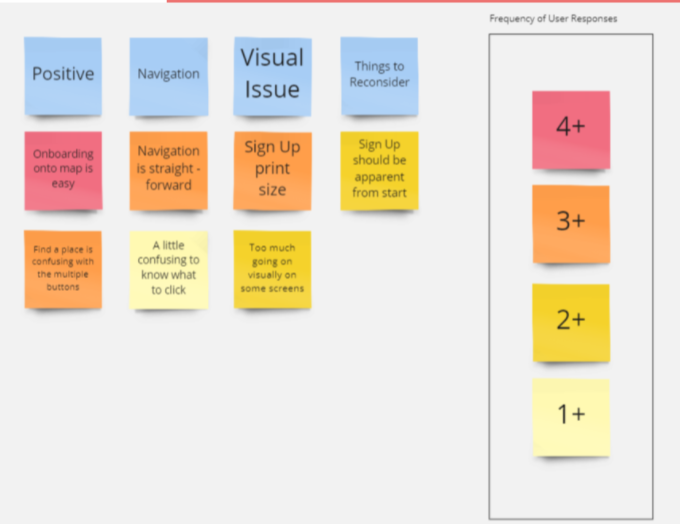 Frequency of User Responses
Positive
Navigation
Visual
Issue
Things to
Reconsider
Onboarding
onto map is
easy
Navigation
is straight -
forward
Sign Up
print
size
Sign Up
should be
apparent
from start
Find a place is
confusing with
the multiple
buttons
A little
confusing to
know what
to click
Too much
going on
visually on
some screens
4+
3+
2+
1+